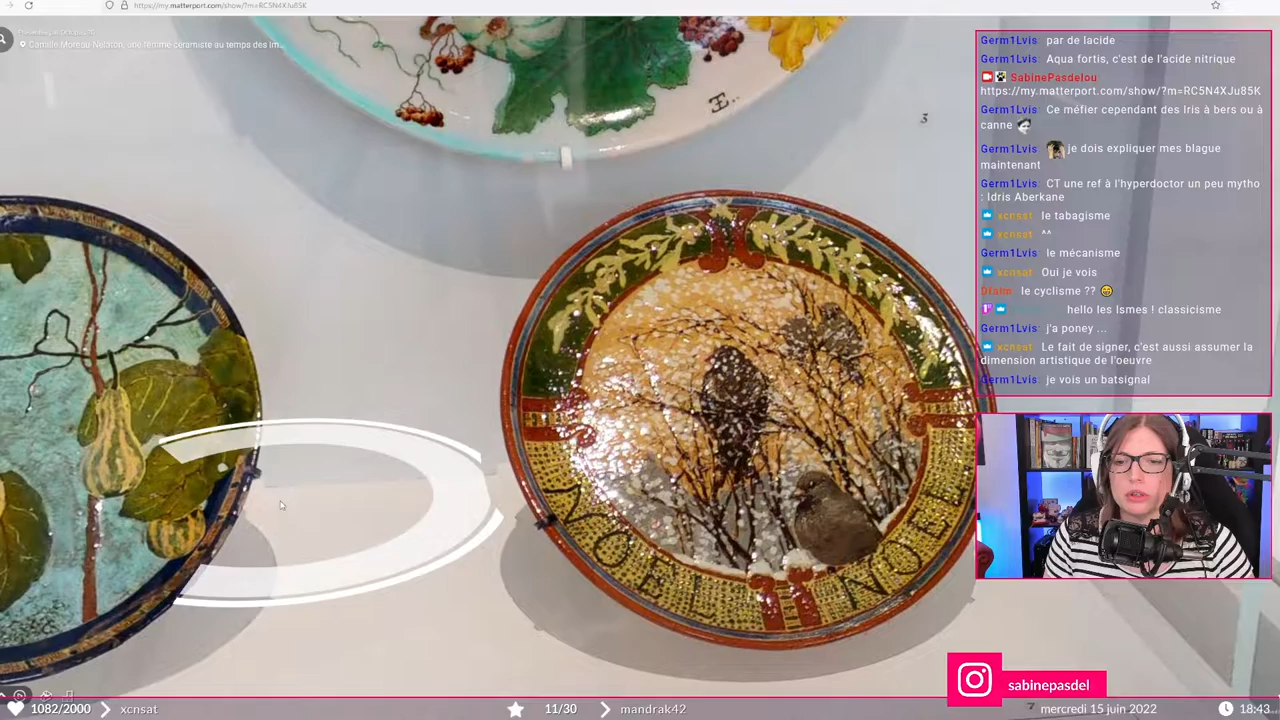 https://my.matterport.com/show/?m=RC5N4XJu85K
Camille Moreau-Nélaton, une femme céramiste au temps des im...
Germ1Lvis par de lacide
Germ1Lvis Aqua fortis, c'est de l'acide nitrique
SabinePasdelou
https://my.matterport.com/show/?m=RC5N4XJu85K
Germ1Lvis Ce méfier cependant des Iris à bers ou à
canne
Germ1Lvis je dois expliquer mes blague
maintenant
Germ1Lvis CT une ref à l'hyperdoctor un peu mytho
: Idris Aberkane
xcnsat le tabagisme
xcnsat ^^
Germ1Lvis le mécanisme
xcnsat Oui je vois
le cyclisme ??
hello les Ismes ! classicisme
Germ1Lvis j'a poney ...
xcnsat Le fait de signer, c'est aussi assumer la
dimension artistique de l'oeuvre
Germ1Lvis je vois un batsignal
3
NOEL NOEL
sabinepasdel
7
1082/2000 xcnsat 11/30 mandrak42 mercredi 15 juin 2022 18:43